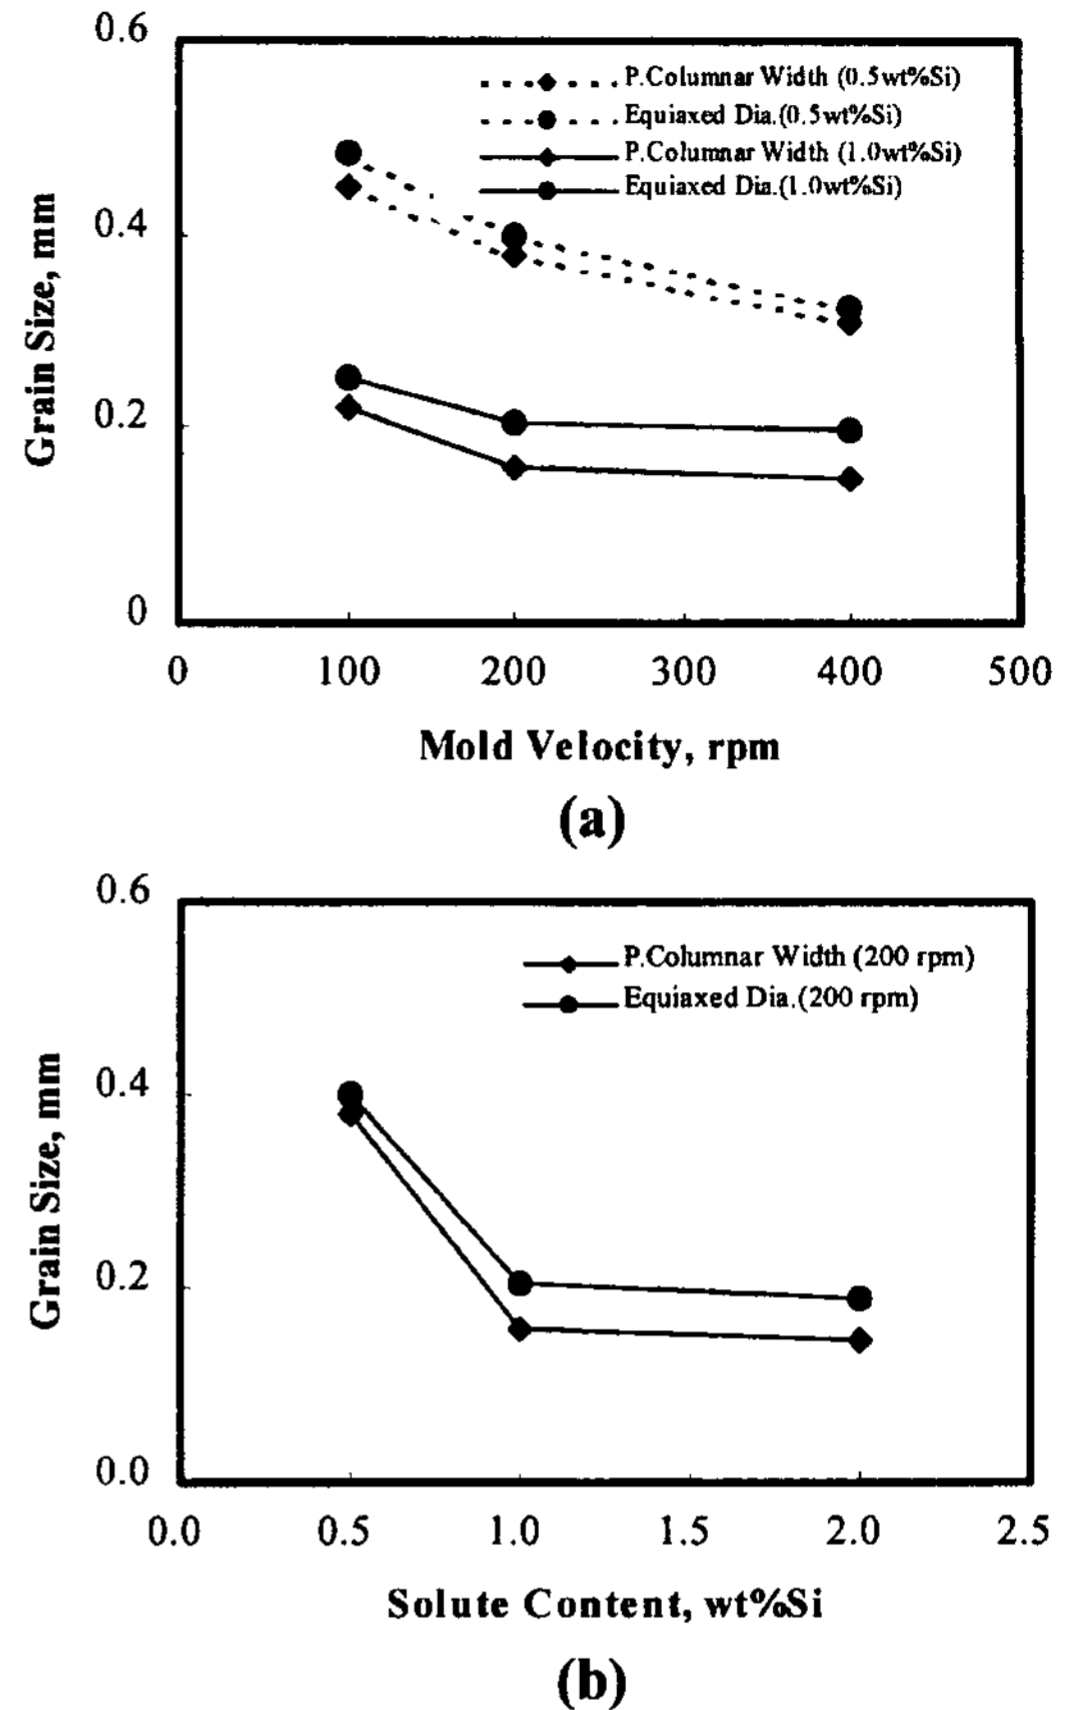 0.6
P.Columnar Width (0.5wt%Si)
Equiaxed Dia.(0.5wt%Si)
P.Columnar Width (1.0wt%Si)
Equiaxed Dia.(1.0wt%Si)
0.4
Grain Size, mm
0.2
0
0 100 200 300 400 500
Mold Velocity, rpm
(a)
0.6
P.Columnar Width (200 rpm)
Equiaxed Dia.(200 rpm)
0.4
Grain Size, mm
0.2
0.0
0.0 0.5 1.0 1.5 2.0 2.5
Solute Content, wt%Si
(b)